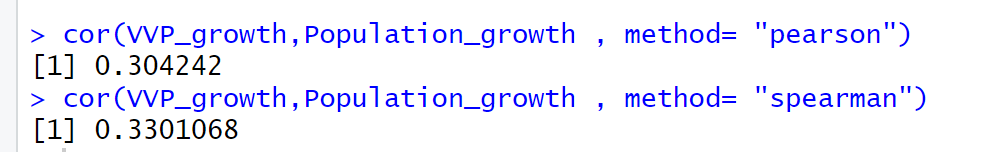 > cor(VVP_growth,Population_growth , method= "pearson")
[1] 0.304242
> cor(VVP_growth,Population_growth , method= "spearman")
[1] 0.3301068